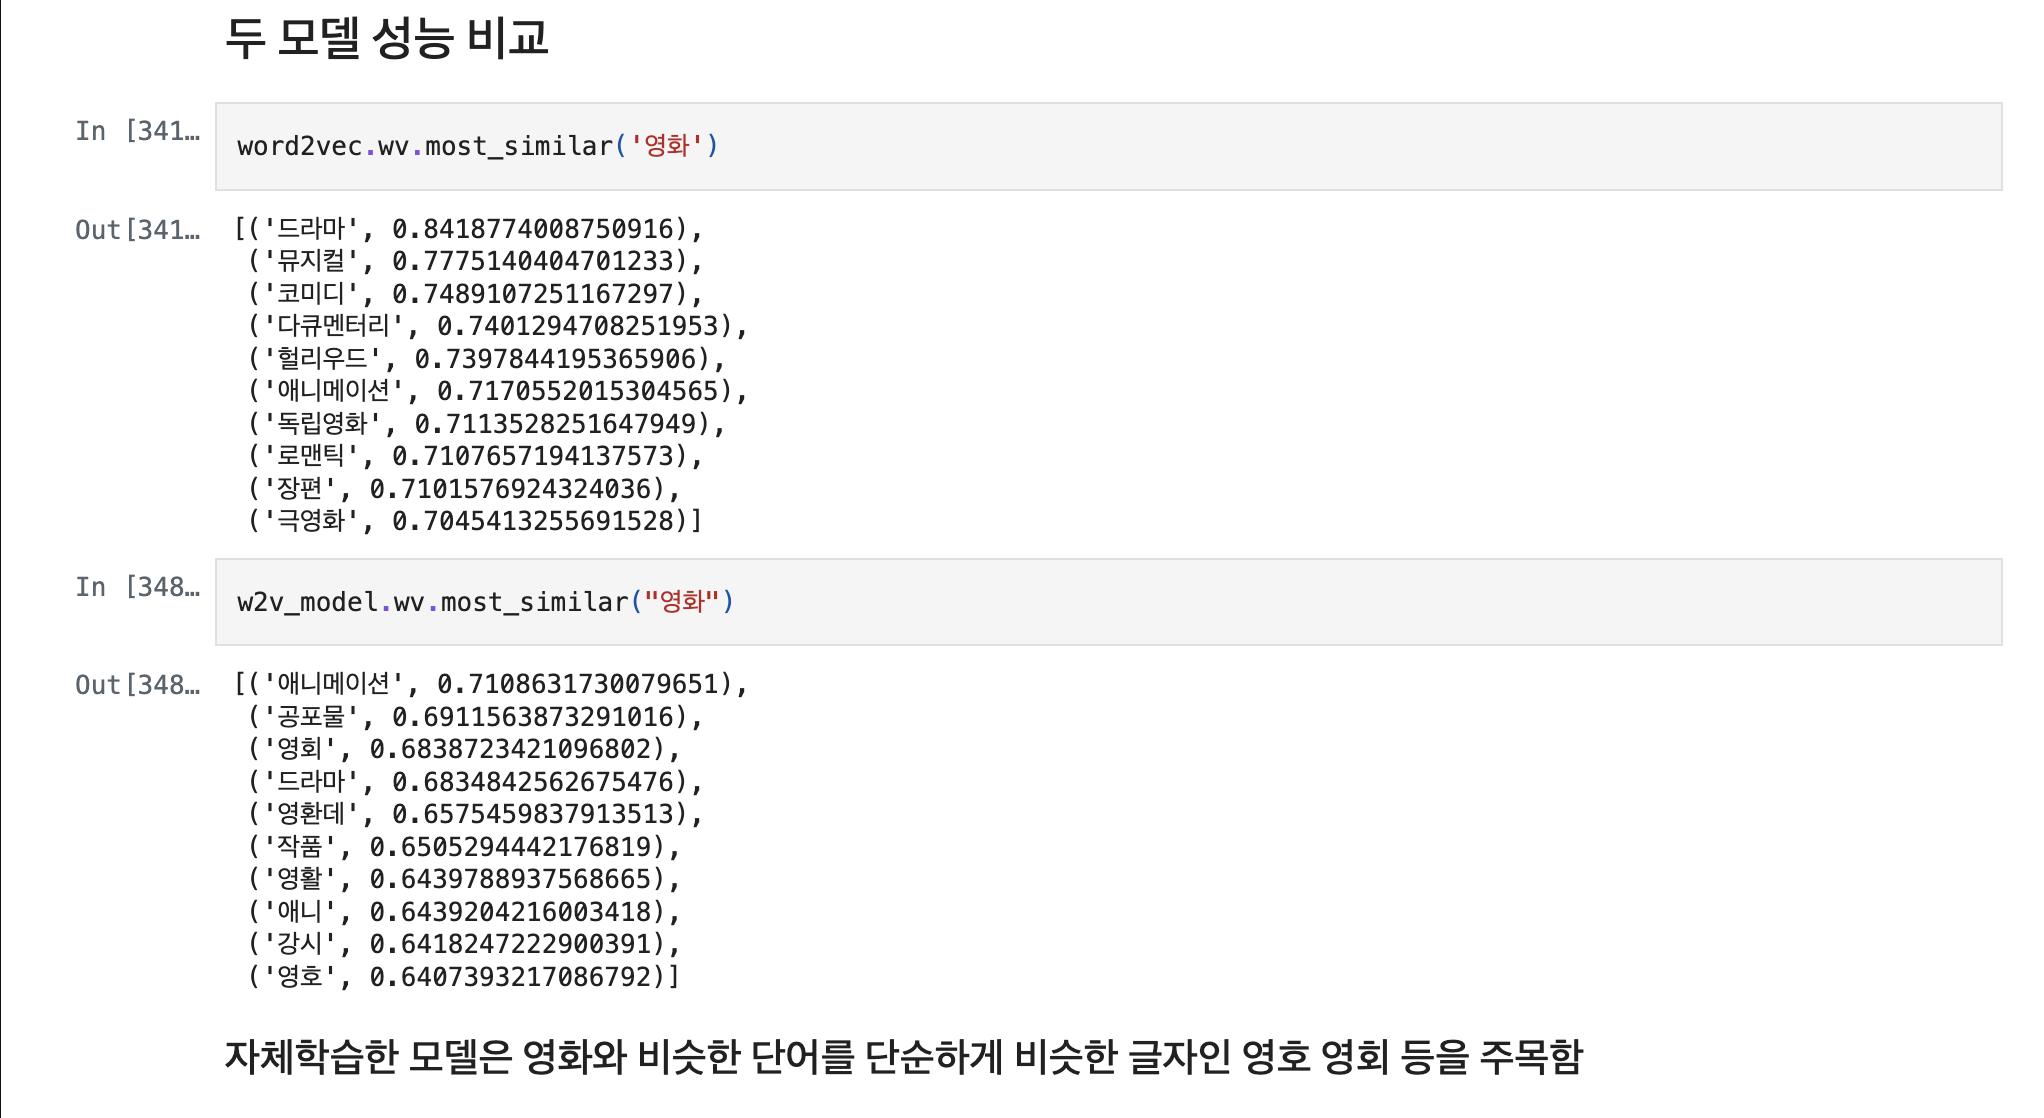 두 모델 성능 비교
In [341…
word2vec.wv.most_similar('영화')
Out[341…
[('드라마', 0.8418774008750916),
('뮤지컬', 0.7775140404701233),
('코미디', 0.7489107251167297),
('다큐멘터리', 0.7401294708251953),
('헐리우드', 0.7397844195365906),
('애니메이션', 0.7170552015304565),
('독립영화', 0.7113528251647949),
('로맨틱', 0.7107657194137573),
('장편', 0.7101576924324036),
('극영화', 0.7045413255691528)]
In [348…
w2v_model.wv.most_similar("영화")
Out[348…
[('애니메이션', 0.7108631730079651),
('공포물', 0.6911563873291016),
('영회', 0.6838723421096802),
('드라마', 0.6834842562675476),
('영환데', 0.6575459837913513),
('작품', 0.6505294442176819),
('영활', 0.6439788937568665),
('애니', 0.6439204216003418),
('강시', 0.6418247222900391),
('영호', 0.6407393217086792)]
자체학습한 모델은 영화와 비슷한 단어를 단순하게 비슷한 글자인 영호 영회 등을 주목함